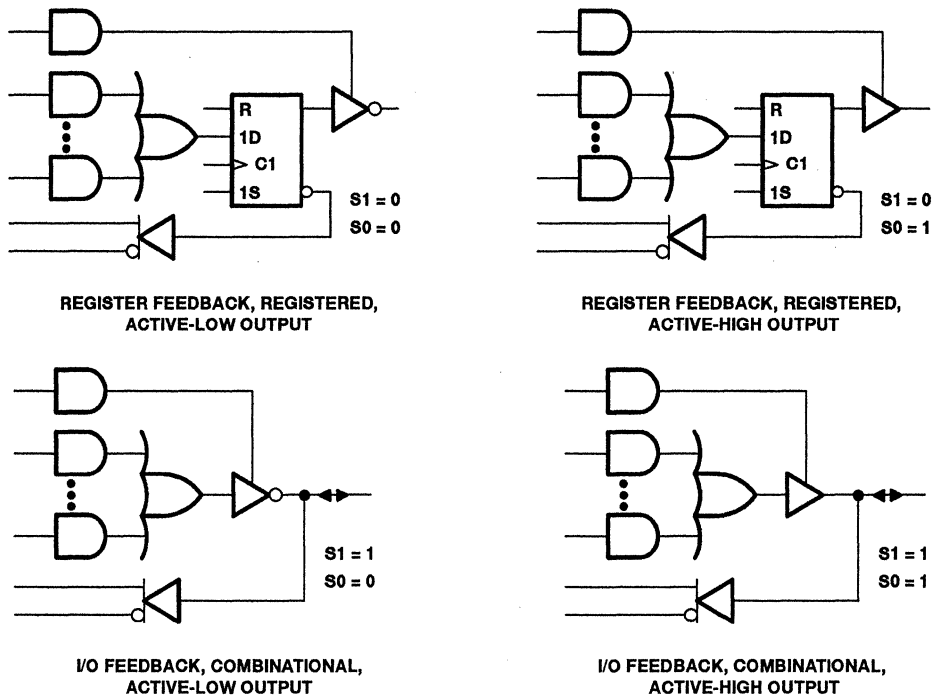 R
1D
C1
1S
S1 = 0
S0 = 0
REGISTER FEEDBACK, REGISTERED,
ACTIVE-LOW OUTPUT
R
1D
C1
1S
S1 = 0
S0 = 1
REGISTER FEEDBACK, REGISTERED,
ACTIVE-HIGH OUTPUT
S1 = 1
S0 = 0
I/O FEEDBACK, COMBINATIONAL,
ACTIVE-LOW OUTPUT
S1 = 1
S0 = 1
I/O FEEDBACK, COMBINATIONAL,
ACTIVE-HIGH OUTPUT